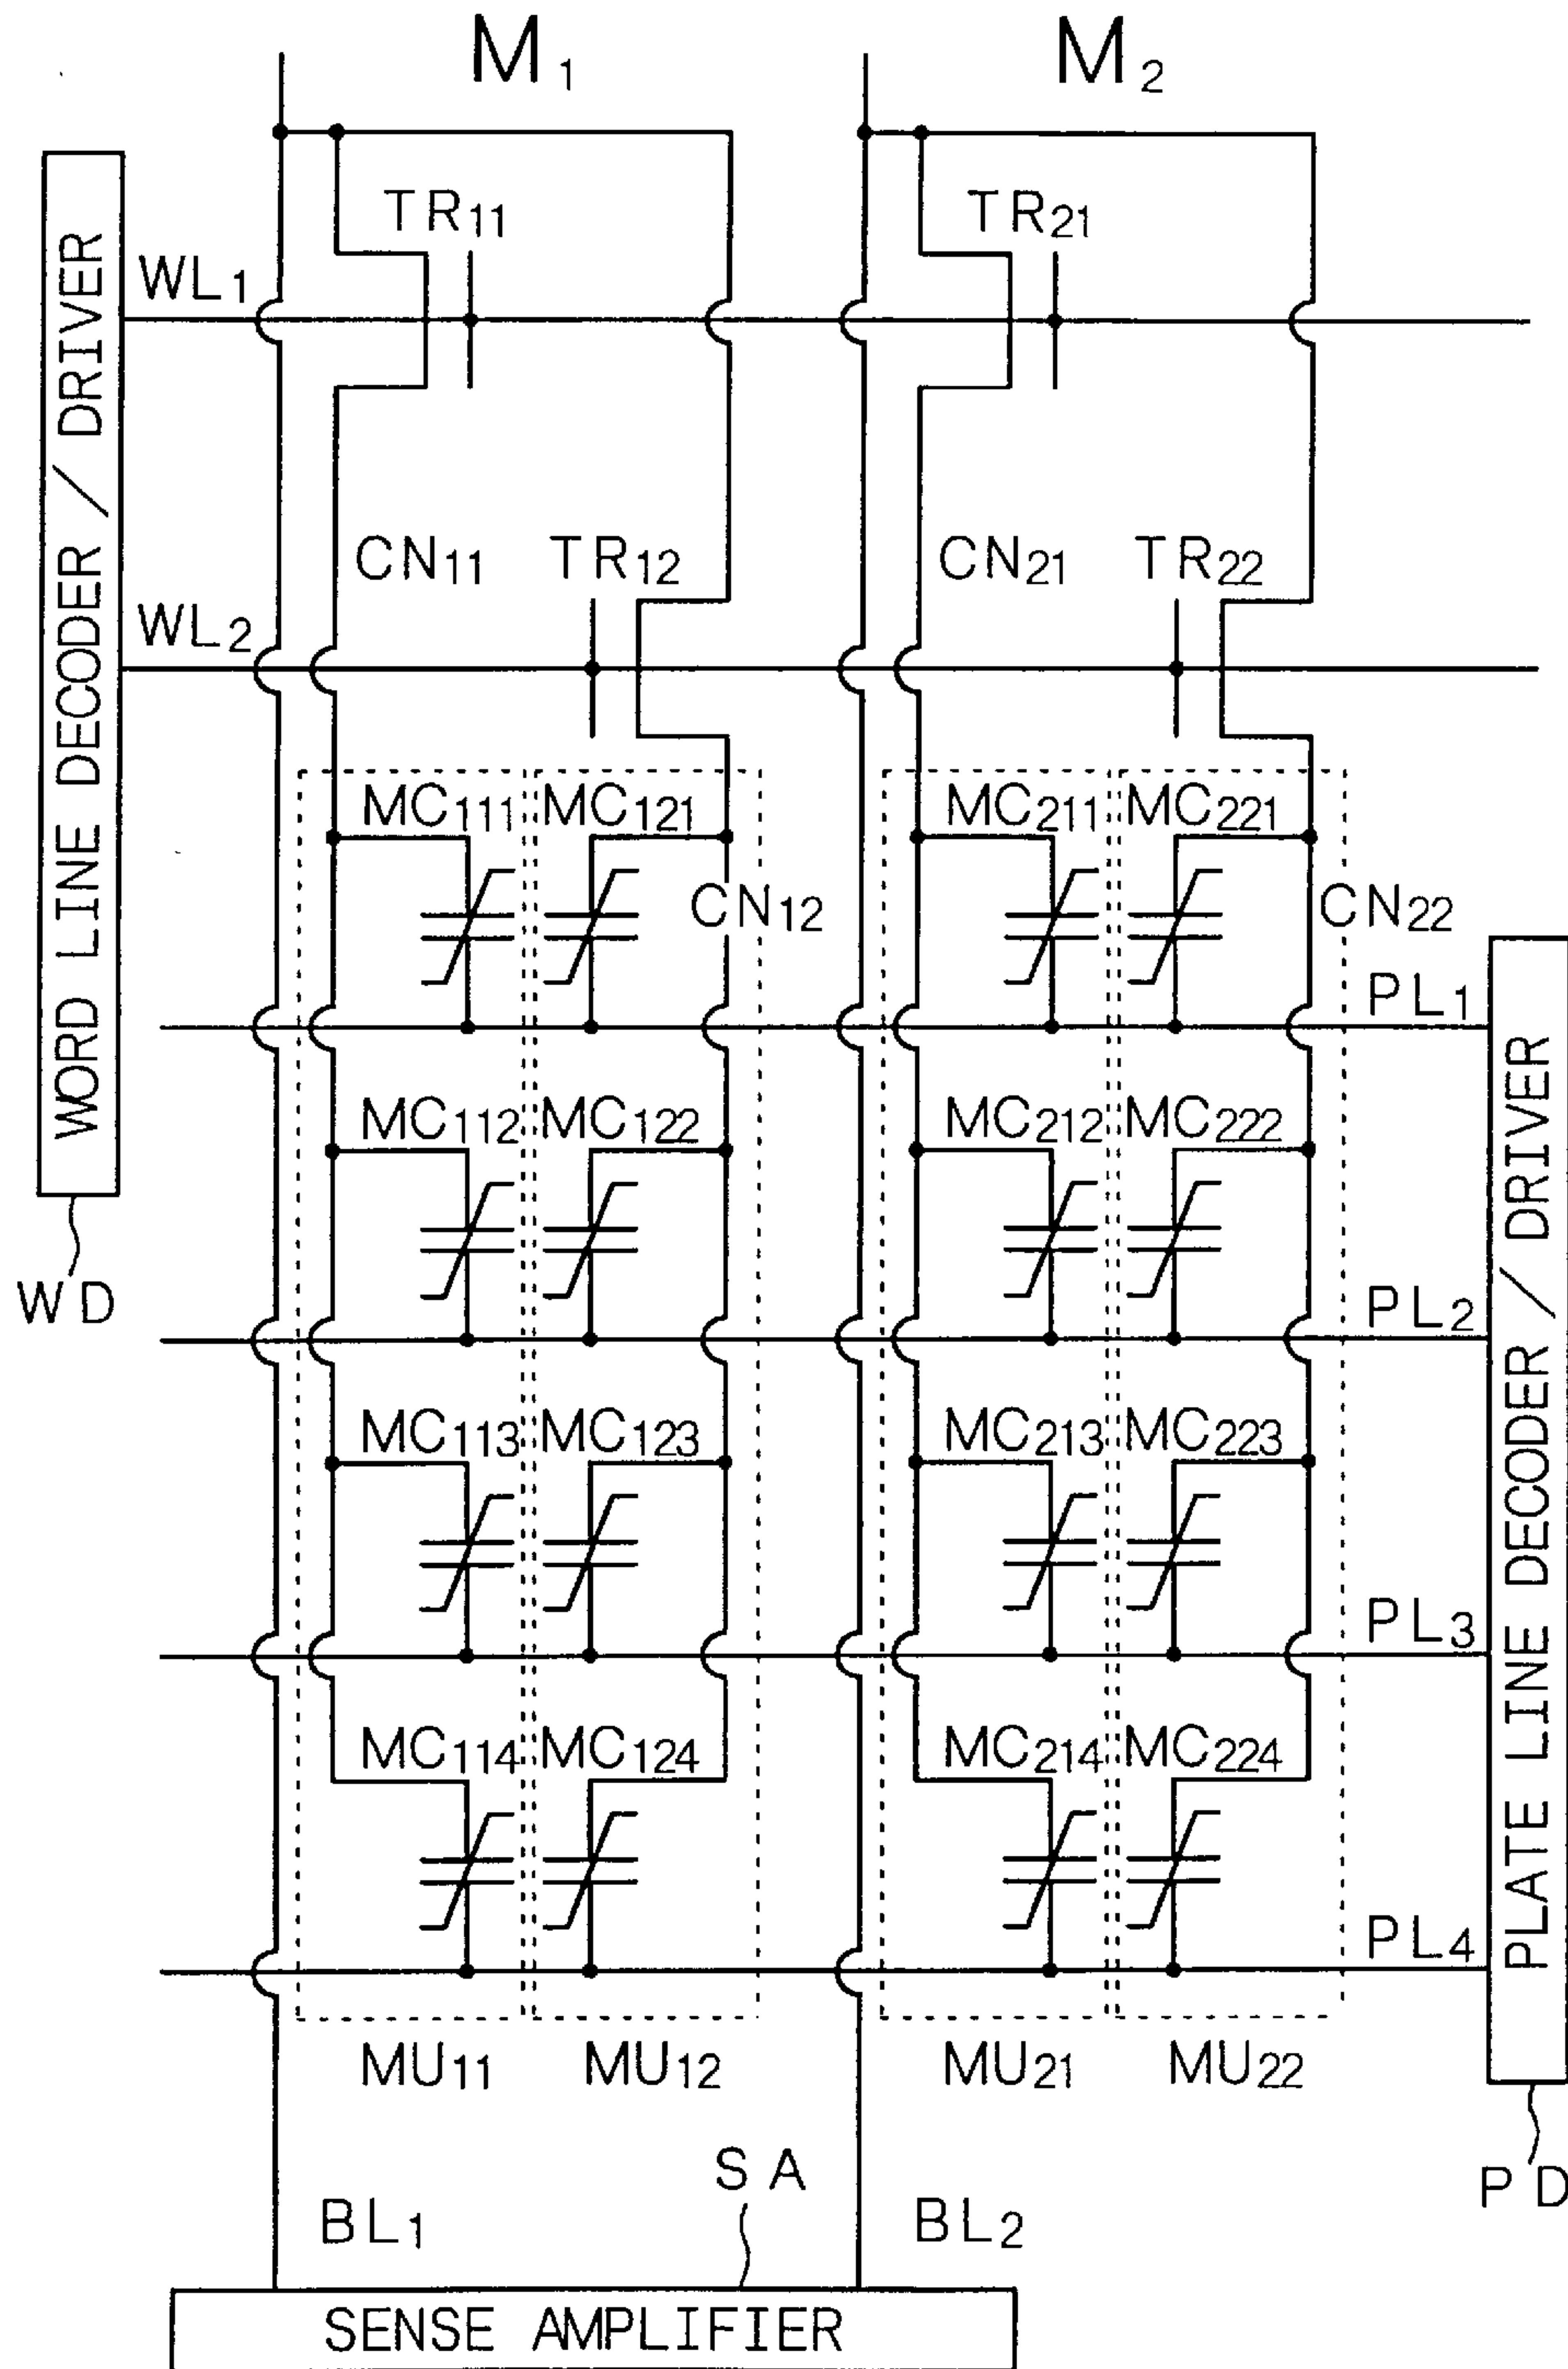 M1 M2
TR11 TR21
WL1
CN11 TR12 CN21 TR22
WL2
MC111 MC121 MC211 MC221
CN12 CN22
PL1
MC112 MC122 MC212 MC222
WD
PL2
MC113 MC123 MC213 MC223
PL3
MC114 MC124 MC214 MC224
PL4
MU11 MU12 MU21 MU22
SA
PD
BL1 BL2
SENSE AMPLIFIER
WORD LINE DECODER / DRIVER
PLATE LINE DECODER / DRIVER